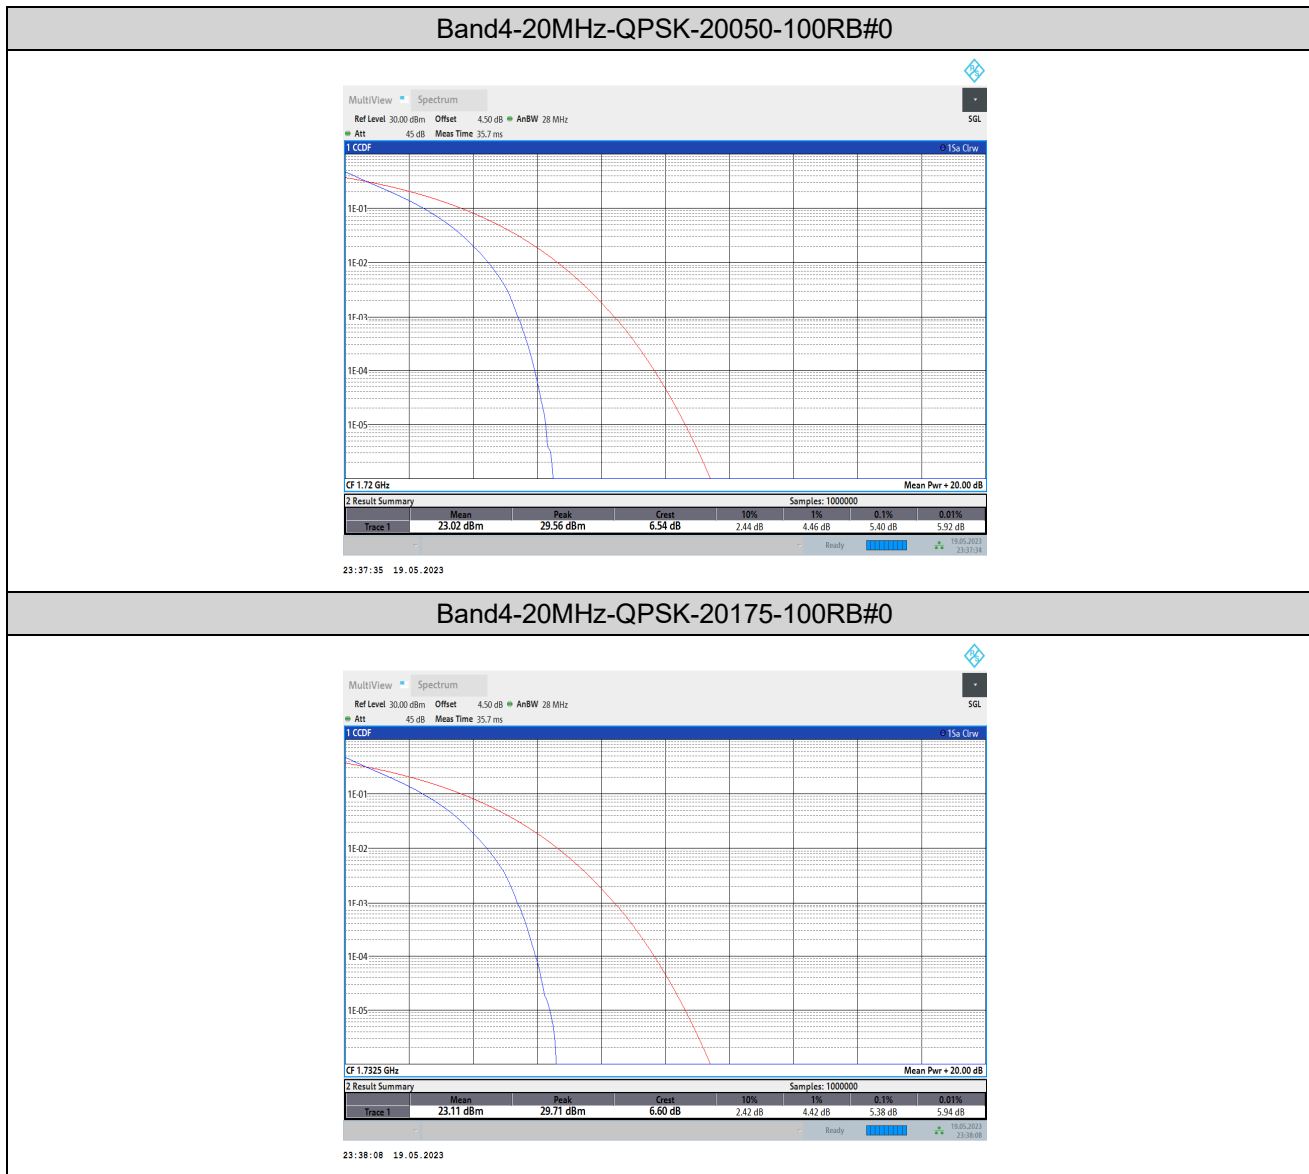 Band4-20MHz-QPSK-20050-100RB#0
MultiView Spectrum
Ref Level 30.00 dBm Offset 4.50 dB AnBW 28 MHz SGL
Att 45 dB Meas Time 35.7 ms
1 CCDF 1Sa Clrw
1E-01
1E-02
1E-03
1E-04
1E-05
CF 1.72 GHz Mean Pwr + 20.00 dB
2 Result Summary Samples: 1000000
Mean Peak Crest 10% 1% 0.1% 0.01%
Trace 1 23.02 dBm 29.56 dBm 6.54 dB 2.44 dB 4.46 dB 5.40 dB 5.92 dB
Ready 19.05.2023
23:37:34
23:37:35 19.05.2023
Band4-20MHz-QPSK-20175-100RB#0
MultiView Spectrum
Ref Level 30.00 dBm Offset 4.50 dB AnBW 28 MHz SGL
Att 45 dB Meas Time 35.7 ms
1 CCDF 1Sa Clrw
1E-01
1E-02
1E-03
1E-04
1E-05
CF 1.7325 GHz Mean Pwr + 20.00 dB
2 Result Summary Samples: 1000000
Mean Peak Crest 10% 1% 0.1% 0.01%
Trace 1 23.11 dBm 29.71 dBm 6.60 dB 2.42 dB 4.42 dB 5.38 dB 5.94 dB
Ready 19.05.2023
23:38:08
23:38:08 19.05.2023